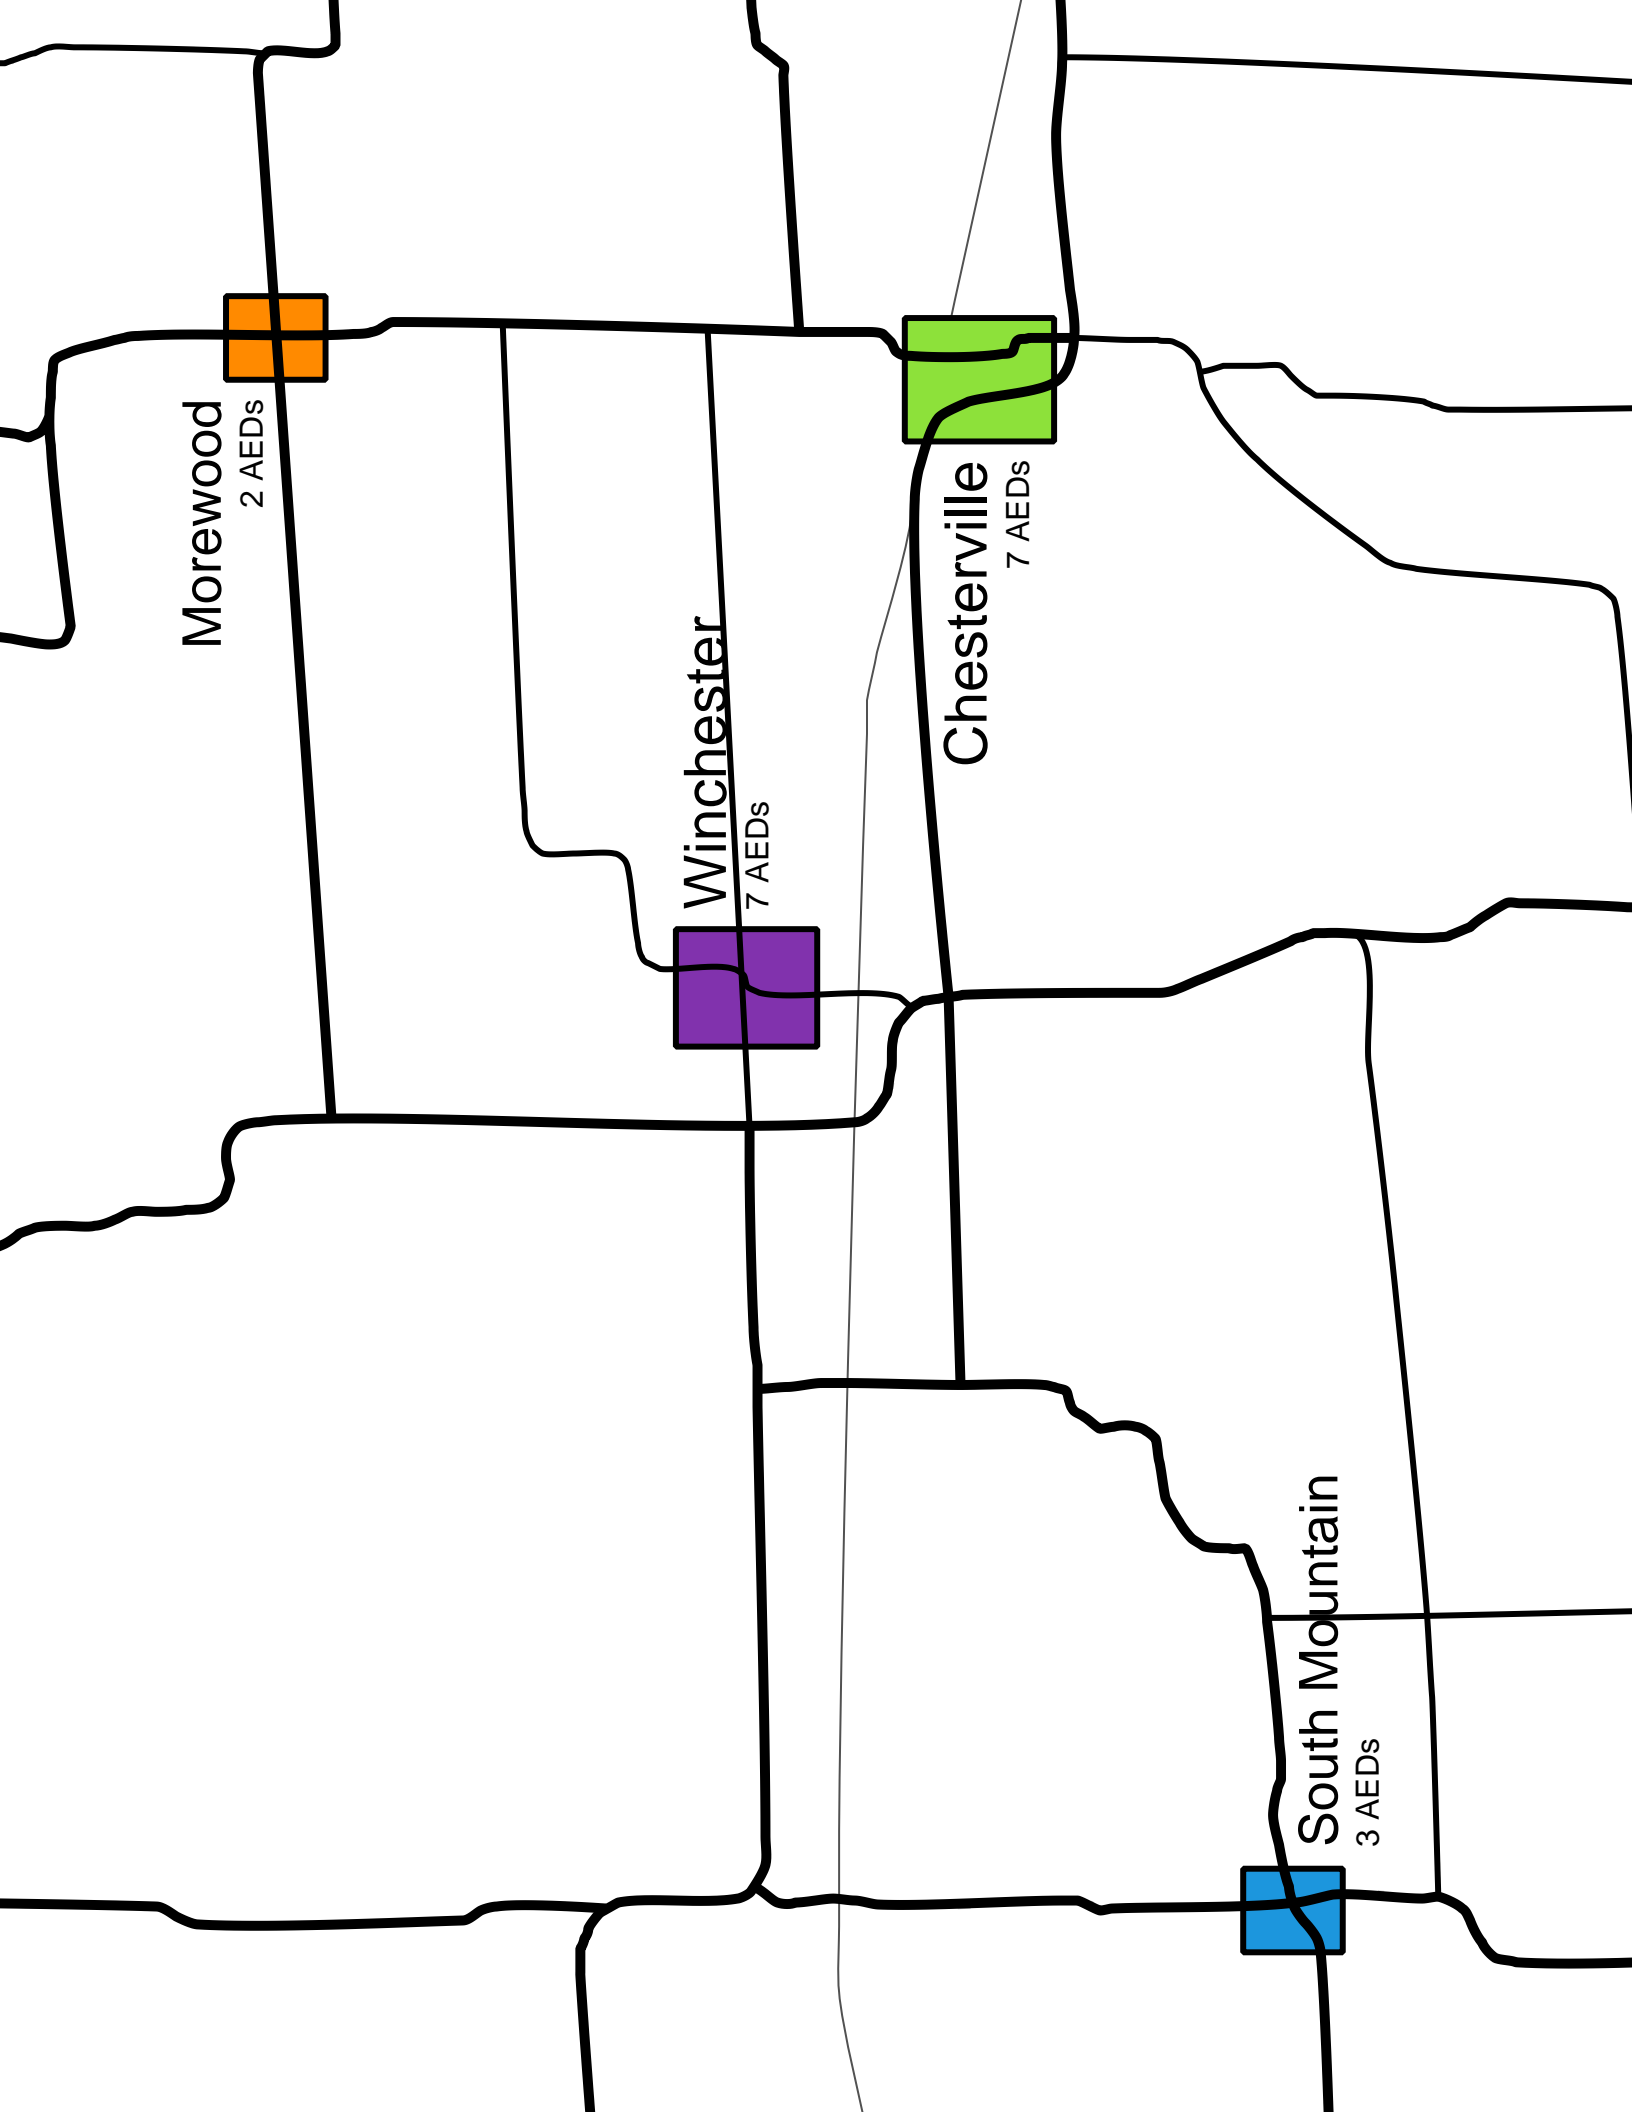 Morewood
2 AEDs
Winchester
7 AEDs
Chesterville
7 AEDs
South Mountain
3 AEDs